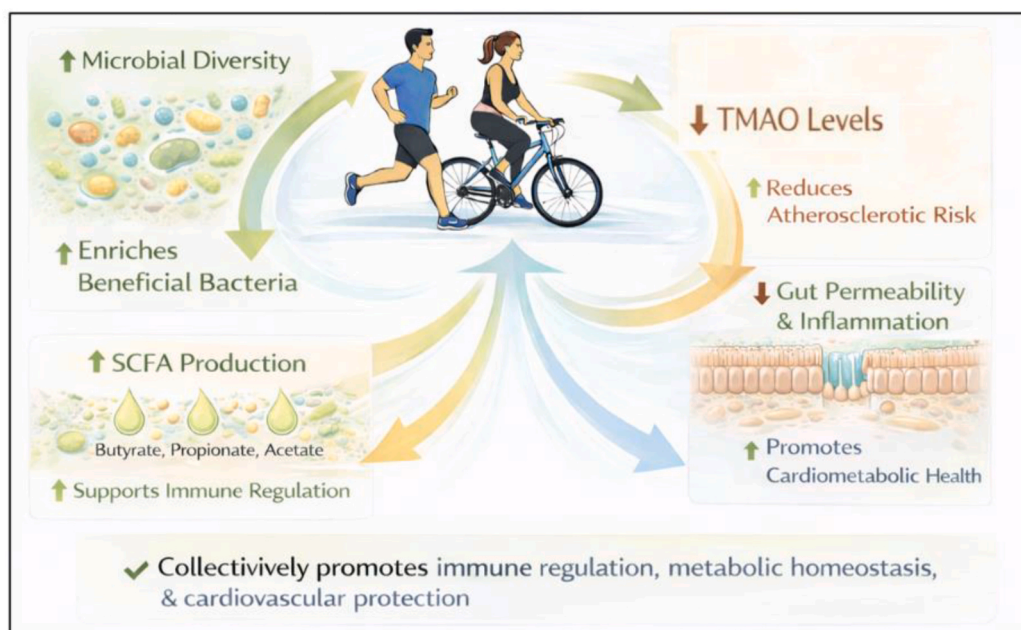 ↑ Microbial Diversity
↑ Enriches
Beneficial Bacteria
↑ SCFA Production
Butyrate, Propionate, Acetate
↑ Supports Immune Regulation
↓ TMAO Levels
↑ Reduces
Atherosclerotic Risk
↓ Gut Permeability
& Inflammation
↑ Promotes
Cardiometabolic Health
✓ Collectivively promotes immune regulation, metabolic homeostasis,
& cardiovascular protection